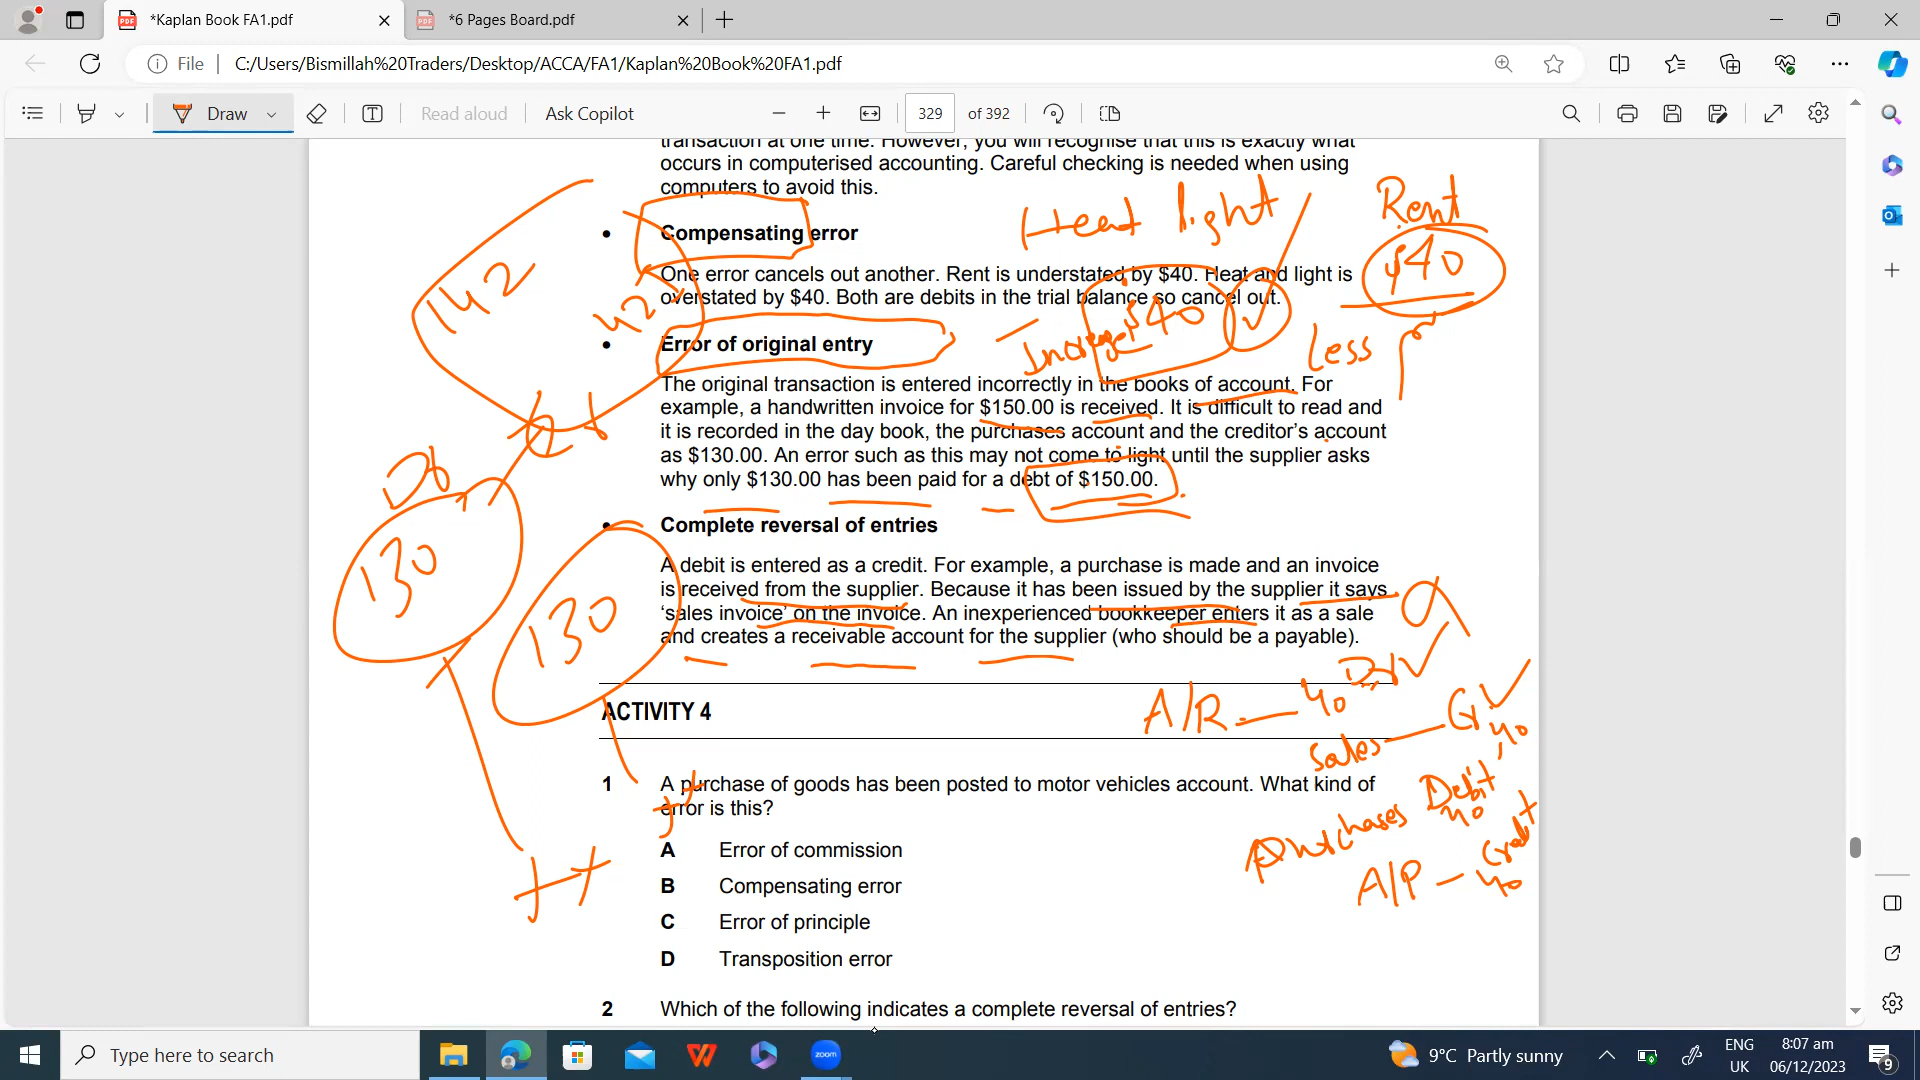 *Kaplan Book FA1.pdf
*6 Pages Board.pdf
File
C:/Users/Bismillah%20Traders/Desktop/ACCA/FA1/Kaplan%20Book%20FA1.pdf
Draw
Read aloud
Ask Copilot
329
of 392
transaction at one time. However, you will recognise that this is exactly what
occurs in computerised accounting. Careful checking is needed when using
computers to avoid this.
Heat light
Rent
$40
• Compensating error
One error cancels out another. Rent is understated by $40. Heat and light is
overstated by $40. Both are debits in the trial balance so cancel out.
142
425
Increase $40
Less
• Error of original entry
The original transaction is entered incorrectly in the books of account. For
example, a handwritten invoice for $150.00 is received. It is difficult to read and
it is recorded in the day book, the purchases account and the creditor's account
as $130.00. An error such as this may not come to light until the supplier asks
why only $130.00 has been paid for a debt of $150.00.
130
130
• Complete reversal of entries
A debit is entered as a credit. For example, a purchase is made and an invoice
is received from the supplier. Because it has been issued by the supplier it says
'sales invoice' on the invoice. An inexperienced bookkeeper enters it as a sale
and creates a receivable account for the supplier (who should be a payable).
A/R 40 Dr
Sales Cr 40
Purchases Debit 40
A/P - Credit 40
ACTIVITY 4
1 A purchase of goods has been posted to motor vehicles account. What kind of
error is this?
A Error of commission
B Compensating error
C Error of principle
D Transposition error
2 Which of the following indicates a complete reversal of entries?
Type here to search
zoom
9°C Partly sunny
ENG
UK
8:07 am
06/12/2023
9